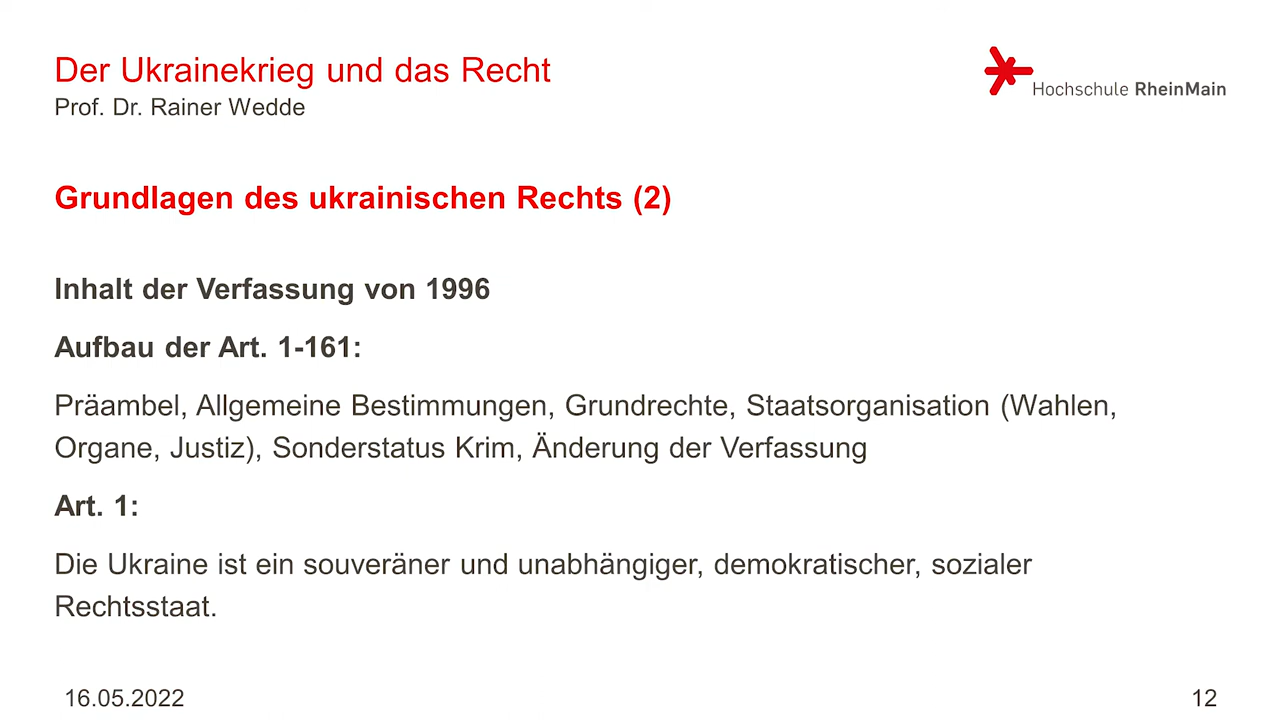 Der Ukrainekrieg und das Recht
Prof. Dr. Rainer Wedde
Hochschule RheinMain
Grundlagen des ukrainischen Rechts (2)
Inhalt der Verfassung von 1996
Aufbau der Art. 1-161:
Präambel, Allgemeine Bestimmungen, Grundrechte, Staatsorganisation (Wahlen,
Organe, Justiz), Sonderstatus Krim, Änderung der Verfassung
Art. 1:
Die Ukraine ist ein souveräner und unabhängiger, demokratischer, sozialer
Rechtsstaat.
16.05.2022
12